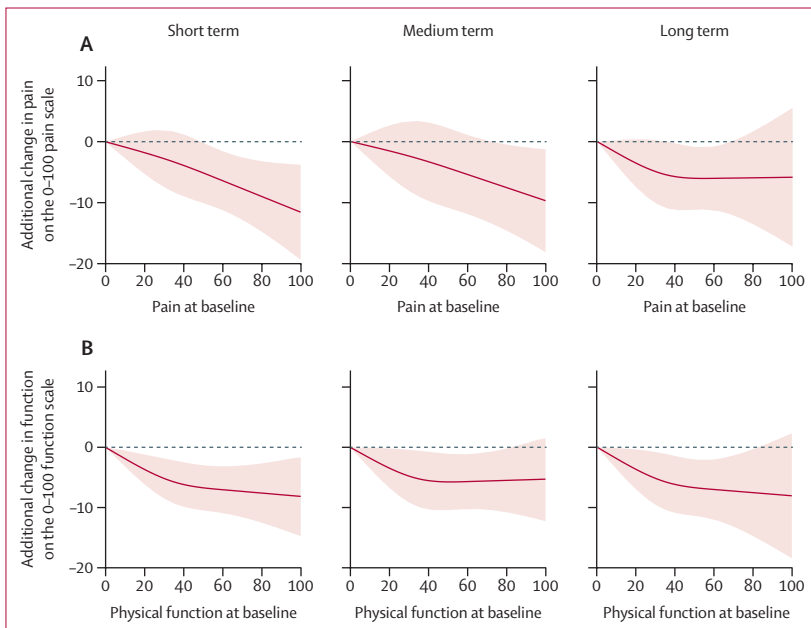 Short term
Medium term
Long term
A
Additional change in pain
on the 0–100 pain scale
10
0
–10
–20
0 20 40 60 80 100
0 20 40 60 80 100
0 20 40 60 80 100
Pain at baseline
Pain at baseline
Pain at baseline
B
Additional change in function
on the 0–100 function scale
10
0
–10
–20
0 20 40 60 80 100
0 20 40 60 80 100
0 20 40 60 80 100
Physical function at baseline
Physical function at baseline
Physical function at baseline